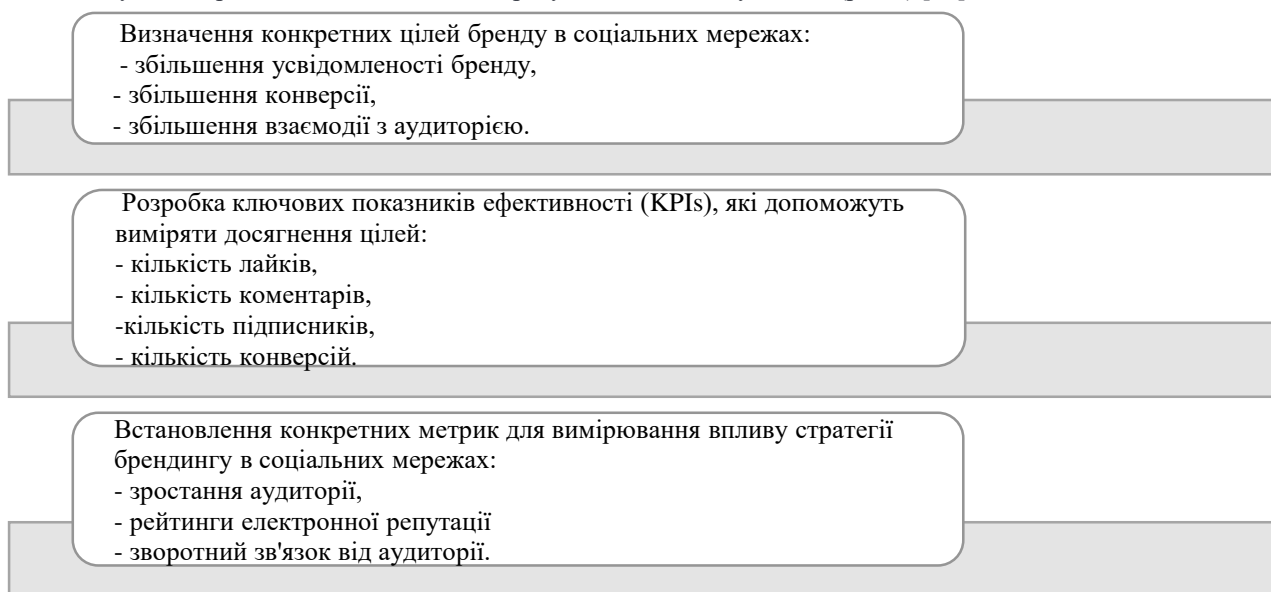 Визначення конкретних цілей бренду в соціальних мережах:
- збільшення усвідомленості бренду,
- збільшення конверсії,
- збільшення взаємодії з аудиторією.
Розробка ключових показників ефективності (KPIs), які допоможуть
виміряти досягнення цілей:
- кількість лайків,
- кількість коментарів,
-кількість підписників,
- кількість конверсій.
Встановлення конкретних метрик для вимірювання впливу стратегії
брендингу в соціальних мережах:
- зростання аудиторії,
- рейтинги електронної репутації
- зворотний зв'язок від аудиторії.